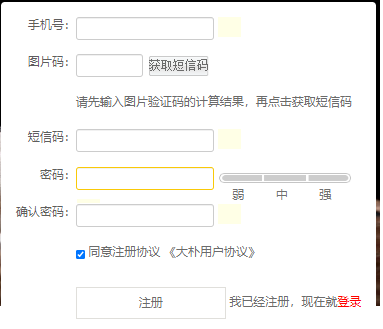 手机号：
图片码： 获取短信码
请先输入图片验证码的计算结果，再点击获取短信码
短信码：
密码：
弱 中 强
确认密码：
同意注册协议 《大朴用户协议》
注册 我已经注册，现在就登录